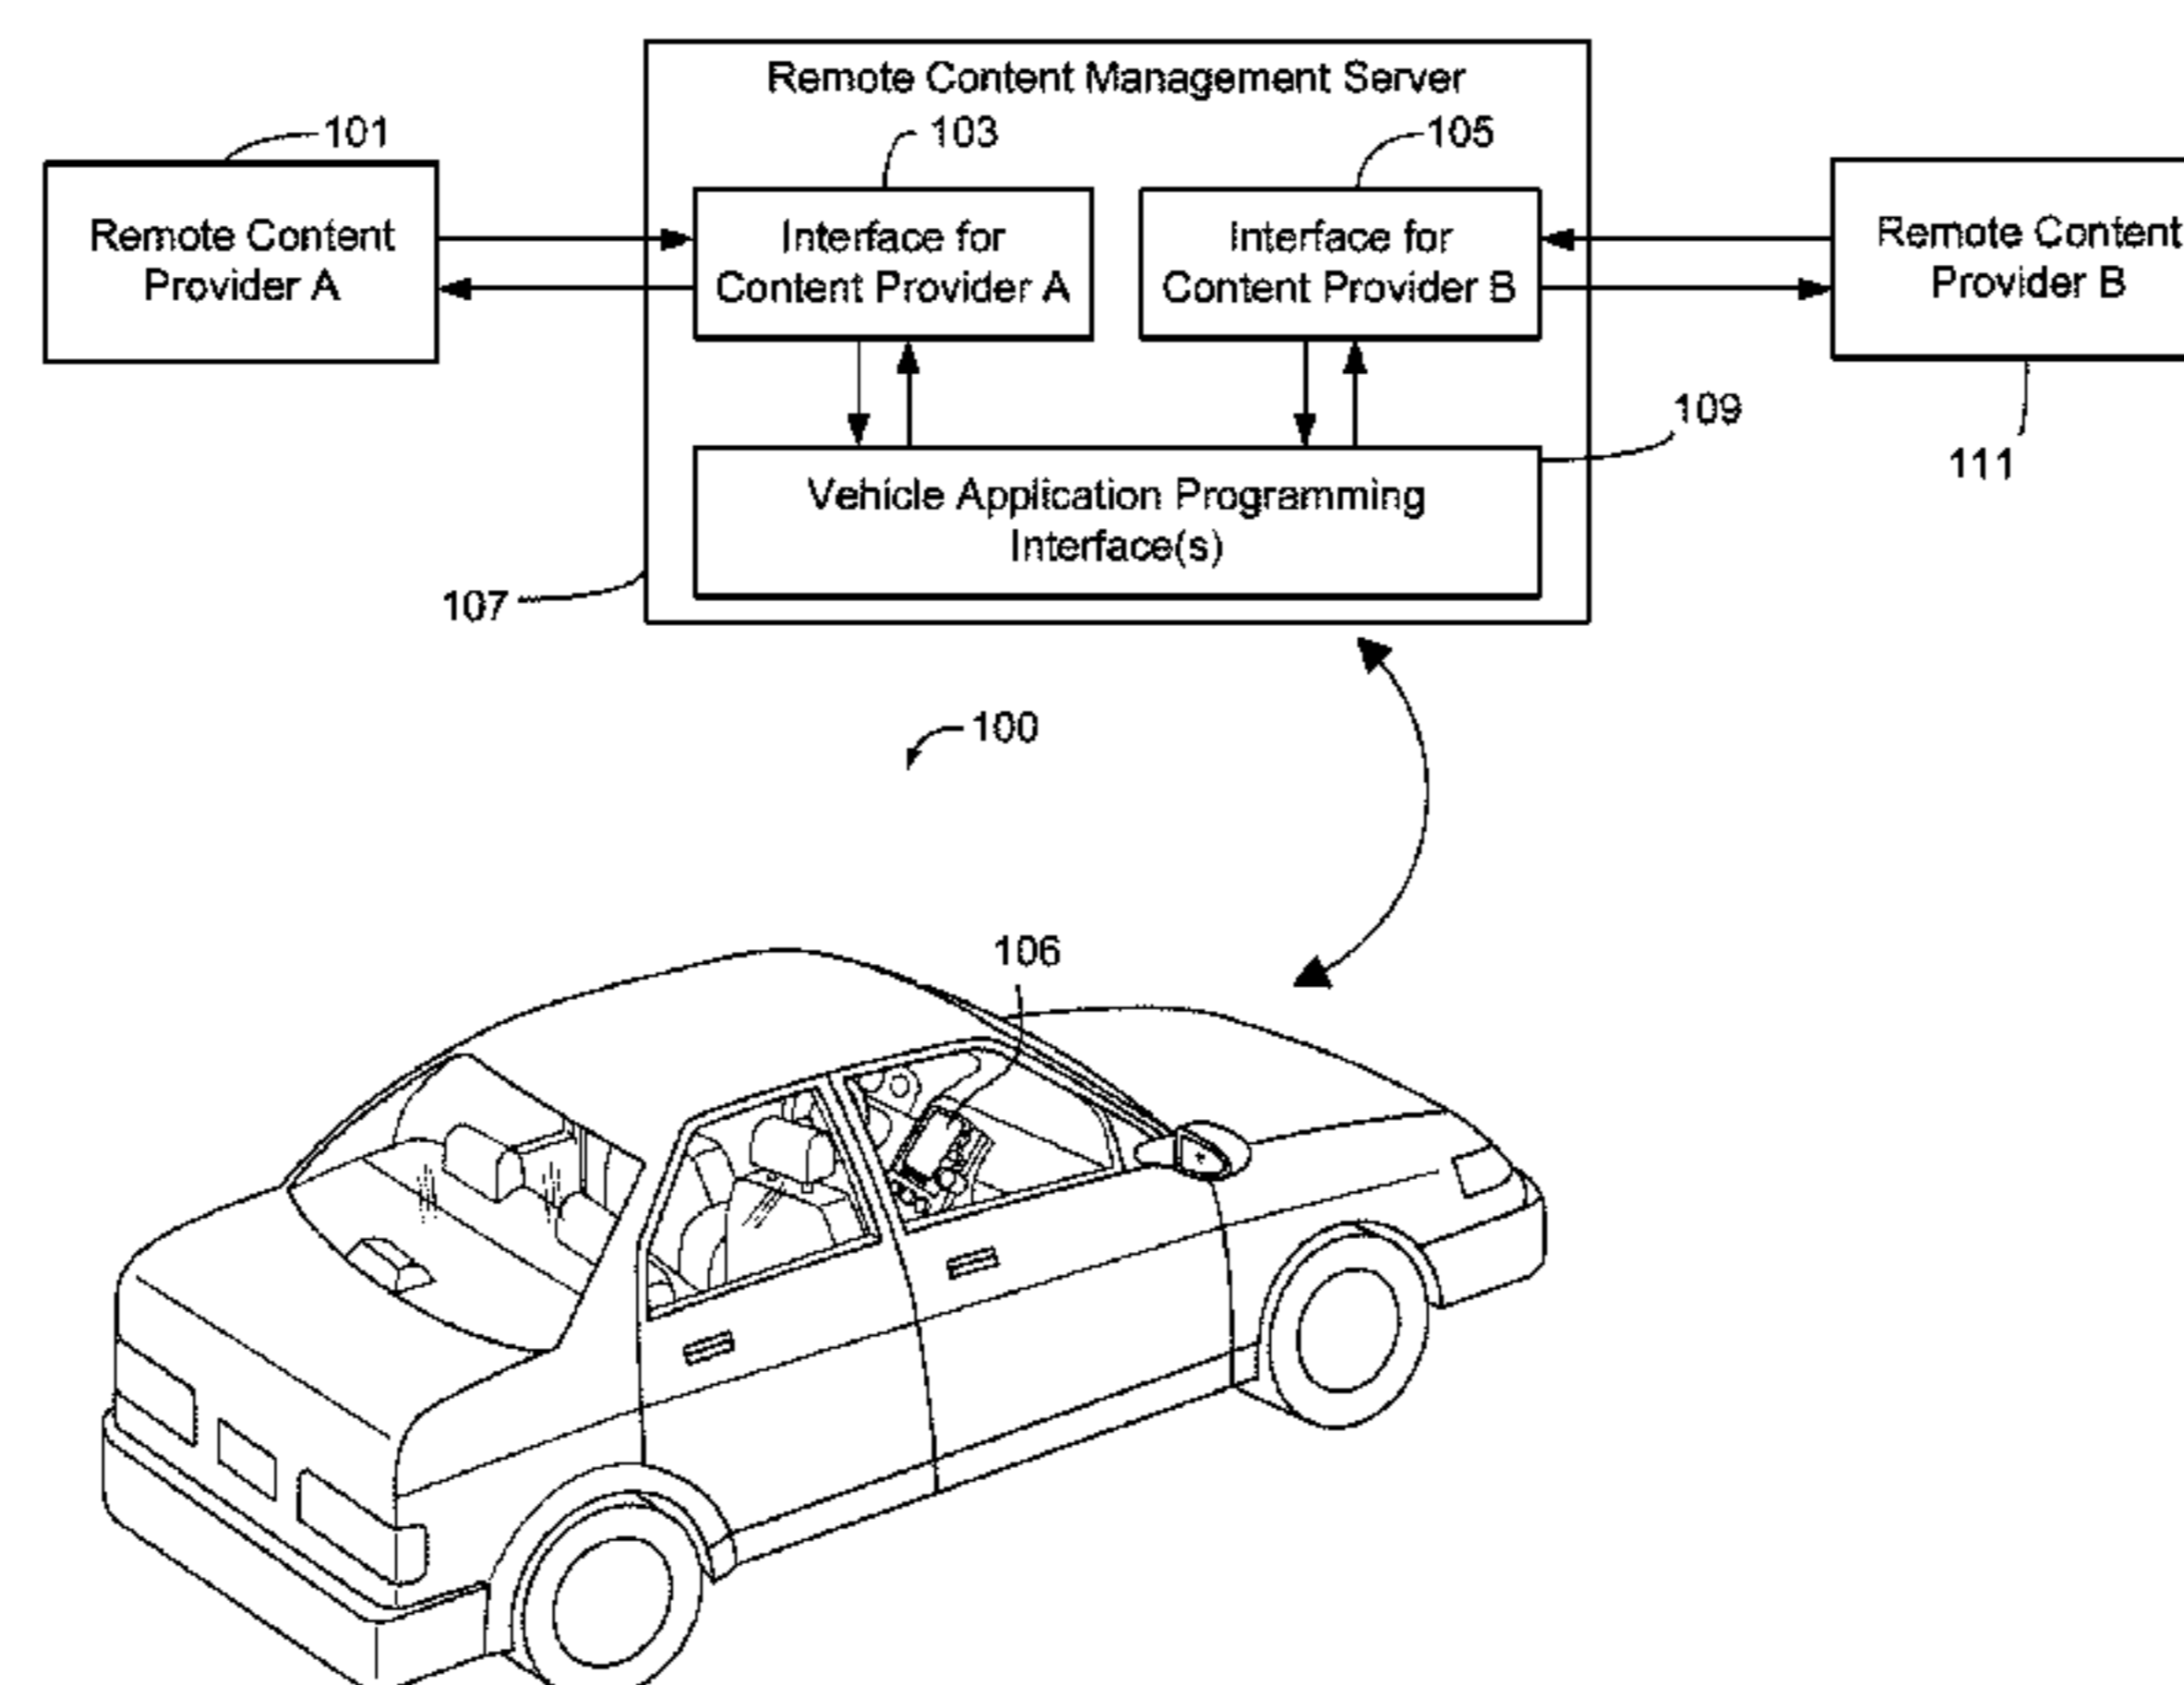 Remote Content Management Server
101
103
105
Remote Content
Provider A
Interface for
Content Provider A
Interface for
Content Provider B
Remote Content
Provider B
109
111
Vehicle Application Programming
Interface(s)
107
100
106